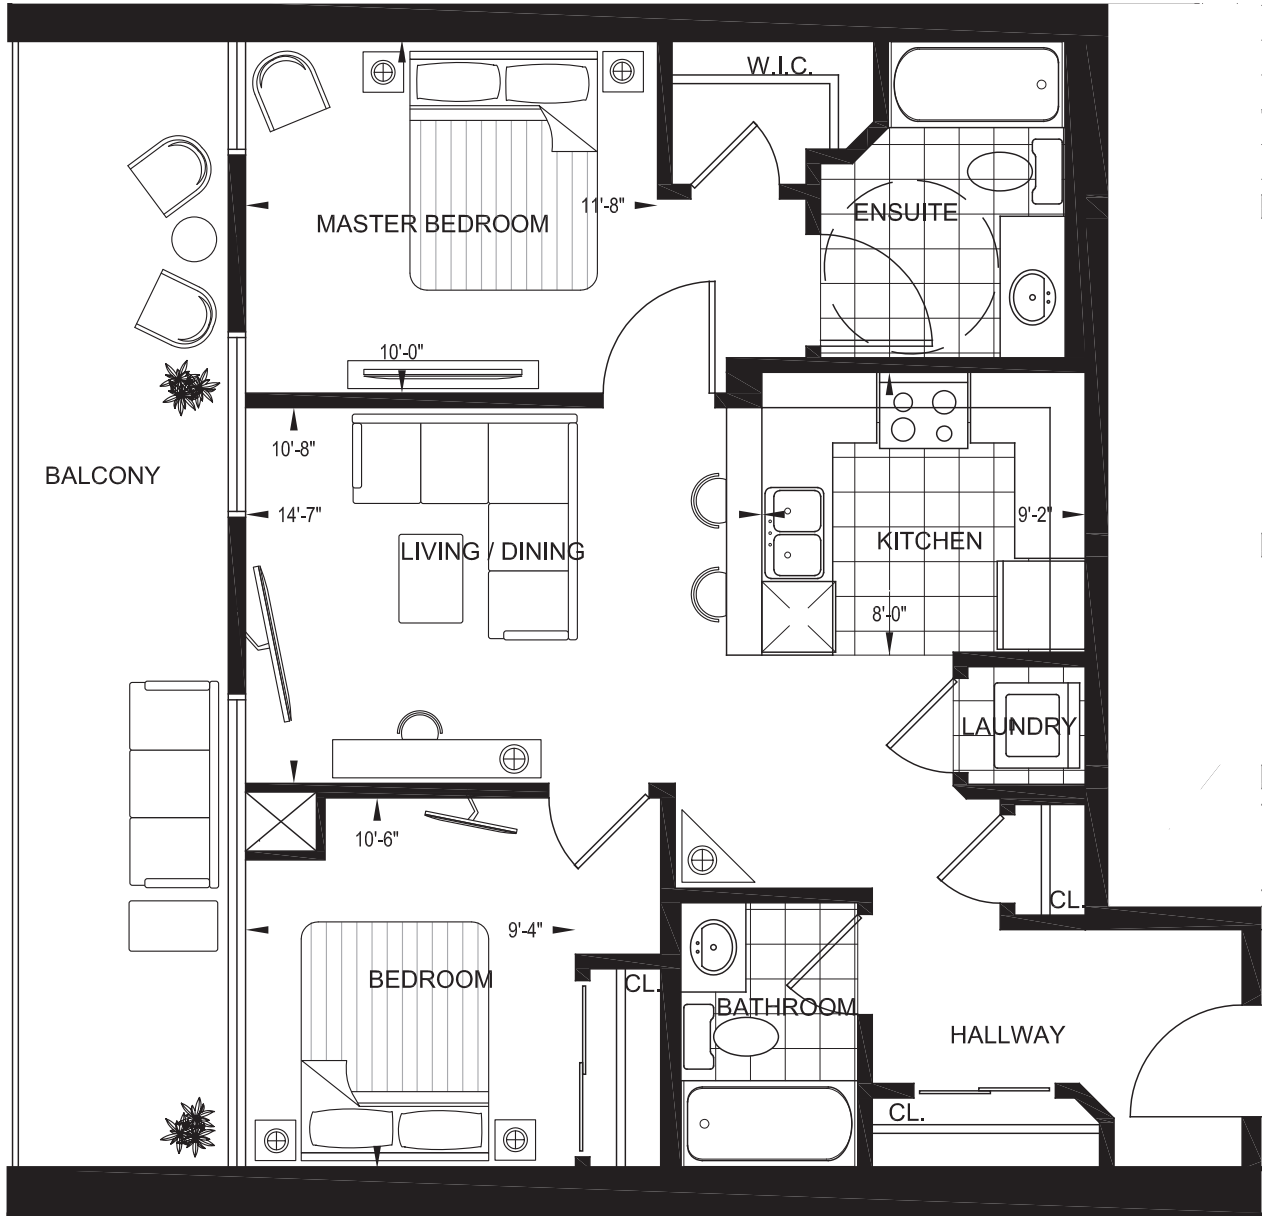 W.I.C.
11'-8"
ENSUITE
MASTER BEDROOM
10'-0"
10'-8"
BALCONY
14'-7"
9'-2"
LIVING / DINING
KITCHEN
8'-0"
LAUNDRY
10'-6"
CL.
9'-4"
BEDROOM
CL.
BATHROOM
HALLWAY
CL.